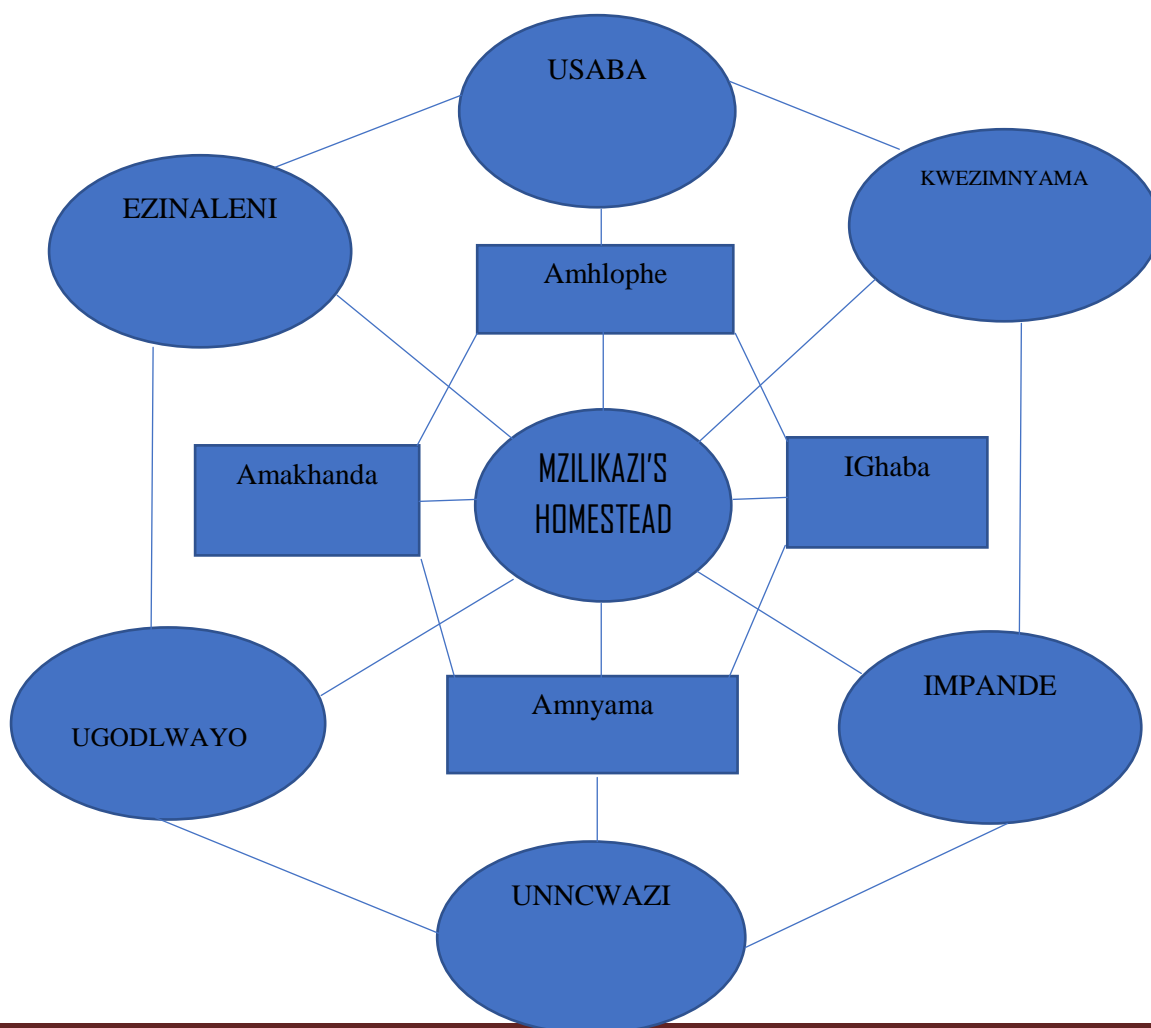 USABA
KWEZIMNYAMA
EZINALENI
Amhlophe
Amakhanda
MZILIKAZI'S
HOMESTEAD
IGhaba
UGODLWAYO
Amnyama
IMPANDE
UNNCWAZI